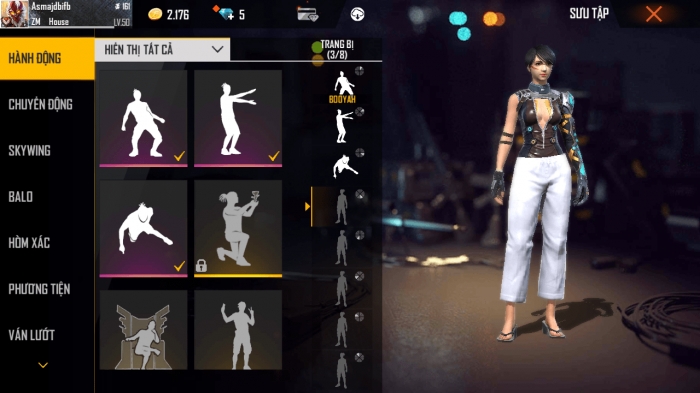 Asmajdbifb
# 161
ZM House
LV.50
2.176
5
SƯU TẬP
HÀNH ĐỘNG
HIỂN THỊ TẤT CẢ
TRANG BỊ
(3/8)
CHUYỂN ĐỘNG
BOOYAH
SKYWING
BALO
HÒM XÁC
PHƯƠNG TIỆN
VÁN LƯỚT